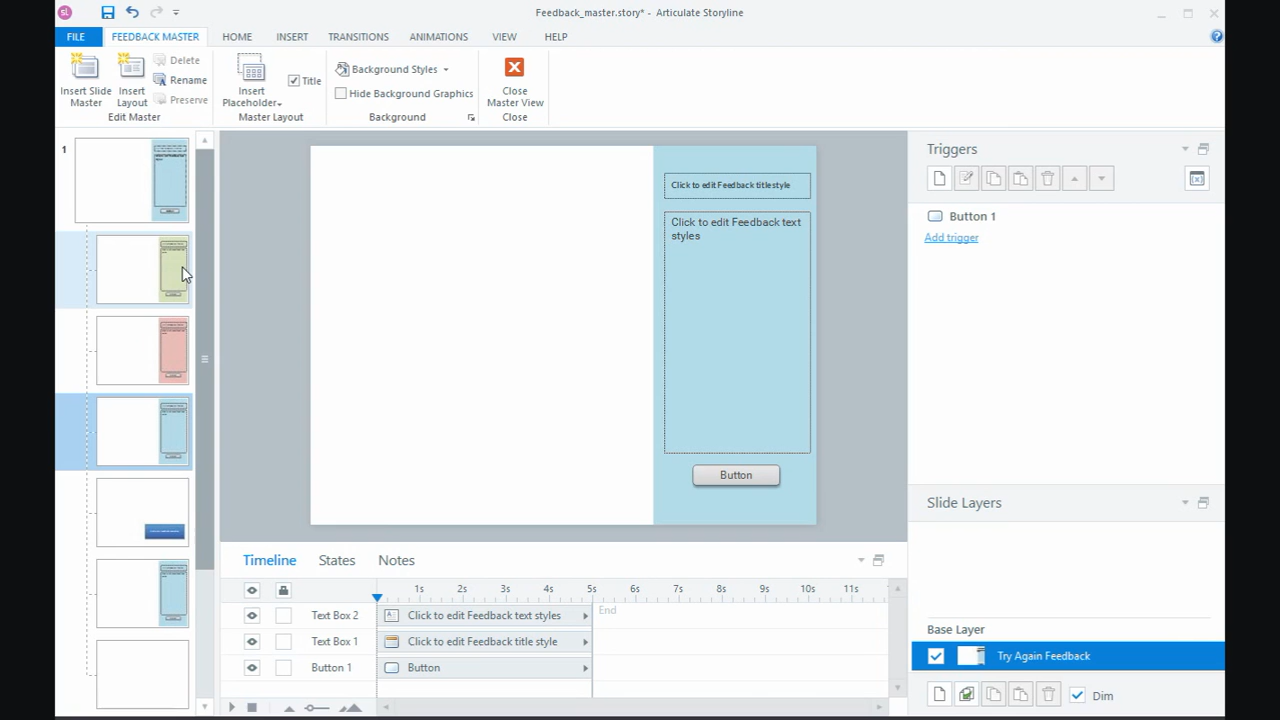 sl
Feedback_master.story* - Articulate Storyline
FILE
FEEDBACK MASTER
HOME
INSERT
TRANSITIONS
ANIMATIONS
VIEW
HELP
Insert Slide Master
Insert Layout
Delete
Rename
Preserve
Edit Master
Insert Placeholder
Title
Master Layout
Background Styles
Hide Background Graphics
Background
Close Master View
Close
1
Click to edit Feedback title style
Click to edit Feedback text
styles
Button
Triggers
Button 1
Add trigger
Slide Layers
Base Layer
Try Again Feedback
Dim
Timeline
States
Notes
1s 2s 3s 4s 5s 6s 7s 8s 9s 10s 11s
End
Text Box 2 Click to edit Feedback text styles
Text Box 1 Click to edit Feedback title style
Button 1 Button